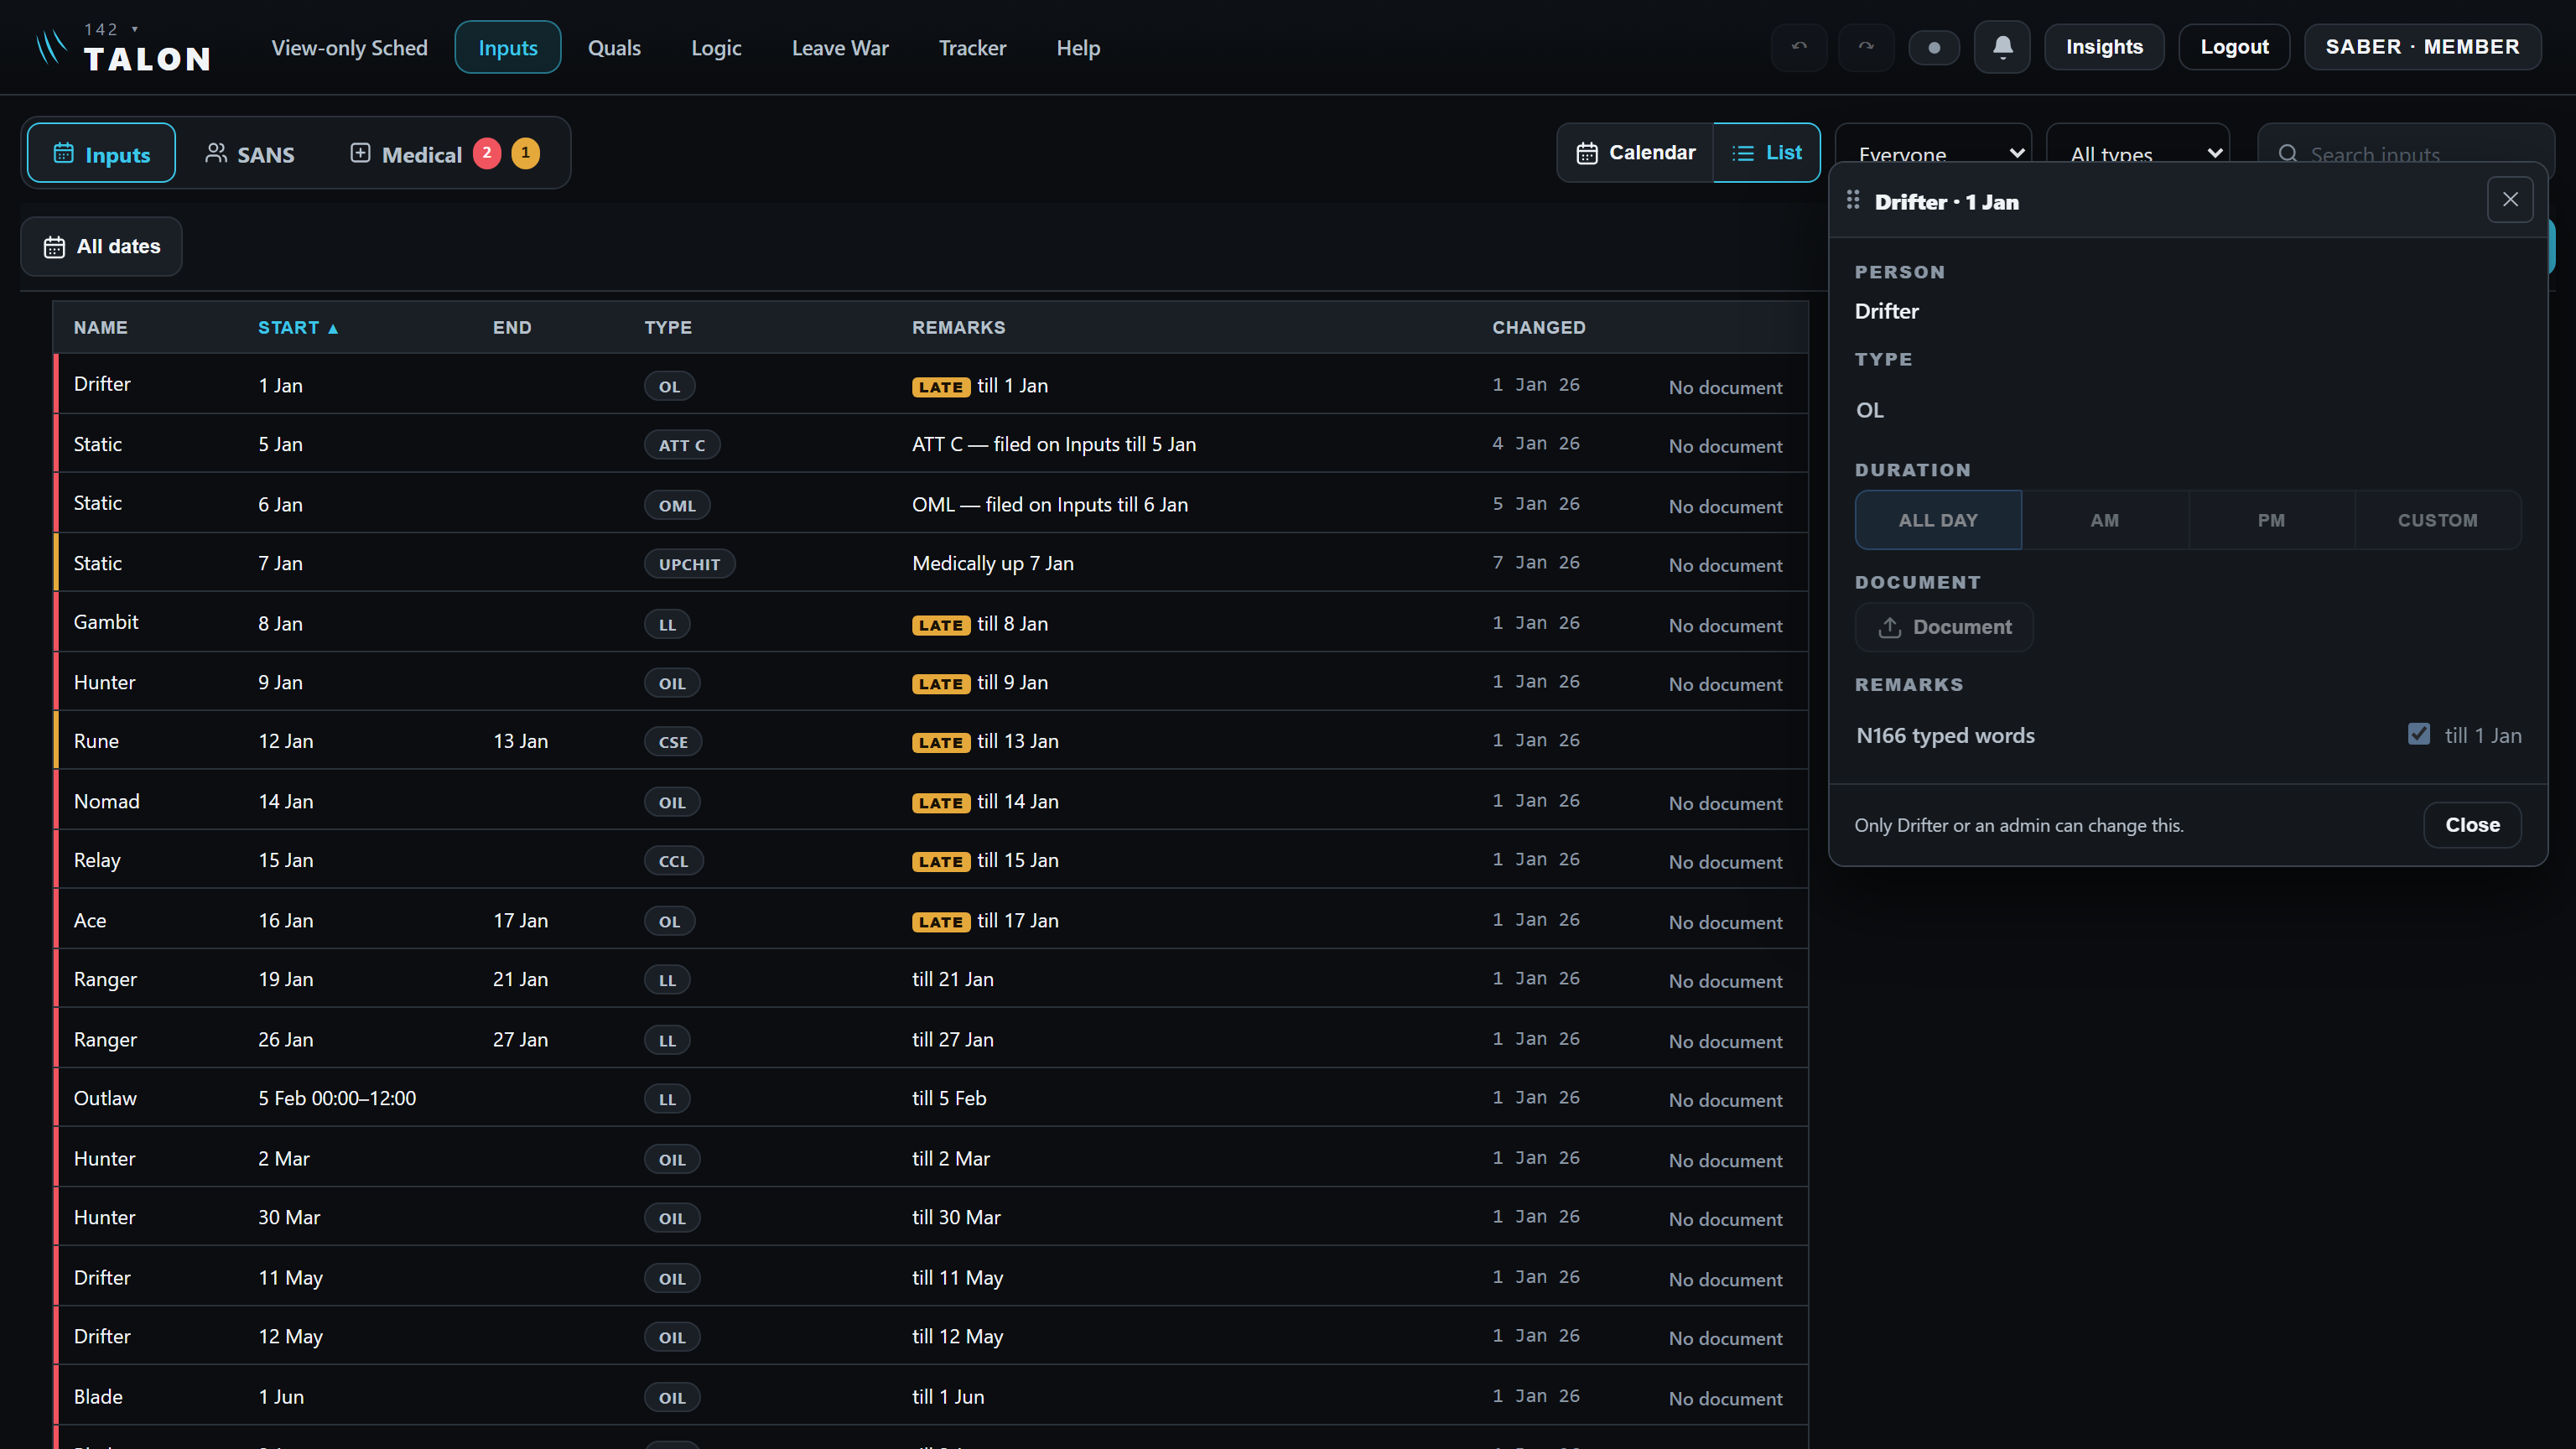 142 ▾
TALON
View-only Sched
Inputs
Quals
Logic
Leave War
Tracker
Help
Insights
Logout
SABER · MEMBER
Inputs
SANS
Medical 2 1
Calendar
List
Everyone
All types
Search inputs
All dates
NAME START ▲ END TYPE REMARKS CHANGED
Drifter 1 Jan OL LATE till 1 Jan 1 Jan 26 No document
Static 5 Jan ATT C ATT C — filed on Inputs till 5 Jan 4 Jan 26 No document
Static 6 Jan OML OML — filed on Inputs till 6 Jan 5 Jan 26 No document
Static 7 Jan UPCHIT Medically up 7 Jan 7 Jan 26 No document
Gambit 8 Jan LL LATE till 8 Jan 1 Jan 26 No document
Hunter 9 Jan OIL LATE till 9 Jan 1 Jan 26 No document
Rune 12 Jan 13 Jan CSE LATE till 13 Jan 1 Jan 26
Nomad 14 Jan OIL LATE till 14 Jan 1 Jan 26 No document
Relay 15 Jan CCL LATE till 15 Jan 1 Jan 26 No document
Ace 16 Jan 17 Jan OL LATE till 17 Jan 1 Jan 26 No document
Ranger 19 Jan 21 Jan LL till 21 Jan 1 Jan 26 No document
Ranger 26 Jan 27 Jan LL till 27 Jan 1 Jan 26 No document
Outlaw 5 Feb 00:00–12:00 LL till 5 Feb 1 Jan 26 No document
Hunter 2 Mar OIL till 2 Mar 1 Jan 26 No document
Hunter 30 Mar OIL till 30 Mar 1 Jan 26 No document
Drifter 11 May OIL till 11 May 1 Jan 26 No document
Drifter 12 May OIL till 12 May 1 Jan 26 No document
Blade 1 Jun OIL till 1 Jun 1 Jan 26 No document
Drifter · 1 Jan
PERSON
Drifter
TYPE
OL
DURATION
ALL DAY AM PM CUSTOM
DOCUMENT
Document
REMARKS
N166 typed words till 1 Jan
Only Drifter or an admin can change this.
Close